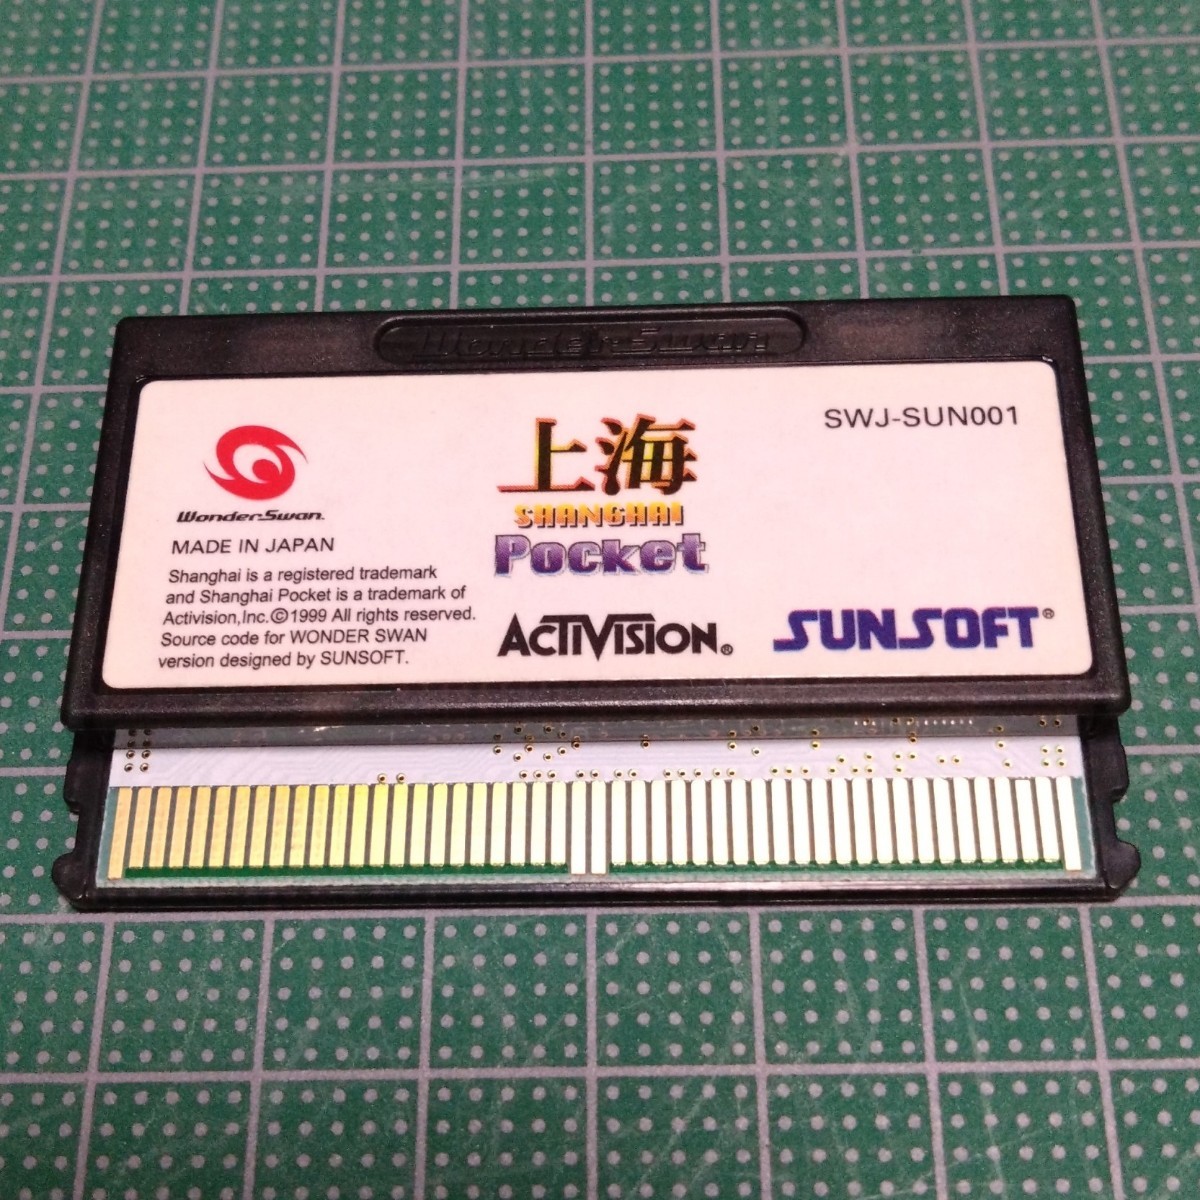 WonderSwan
WonderSwan
MADE IN JAPAN
Shanghai is a registered trademark
and Shanghai Pocket is a trademark of
Activision,Inc.©1999 All rights reserved.
Source code for WONDER SWAN
version designed by SUNSOFT.
上海
SHANGHAI
Pocket
ACTIVISION®
SWJ-SUN001
SUNSOFT®